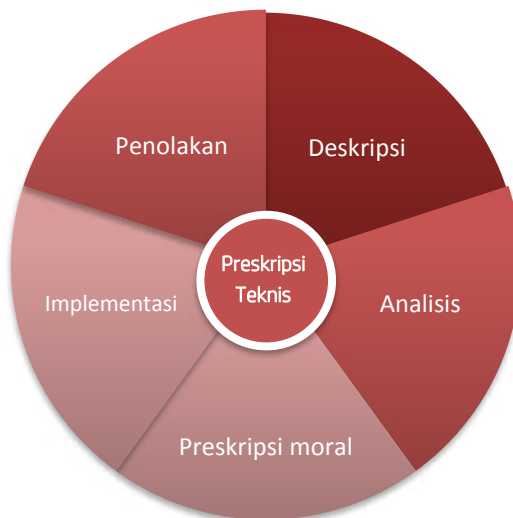 Penolakan
Deskripsi
Preskripsi
Teknis
Implementasi
Analisis
Preskripsi moral